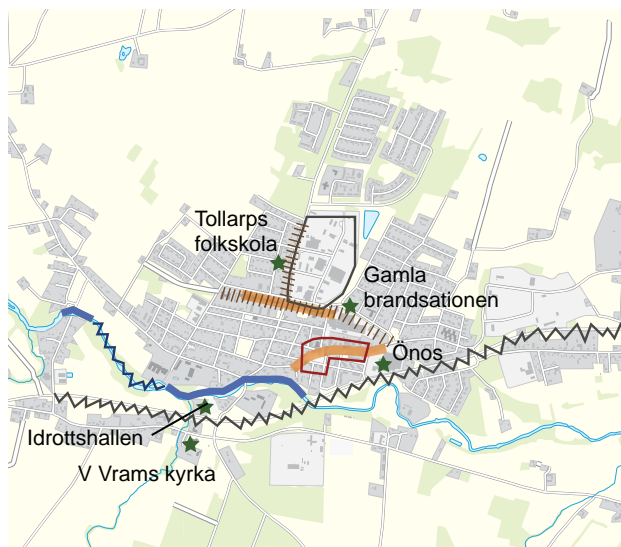 Tollarps
folkskola
Gamla
brandsationen
Önos
Idrottshallen
V Vrams kyrka